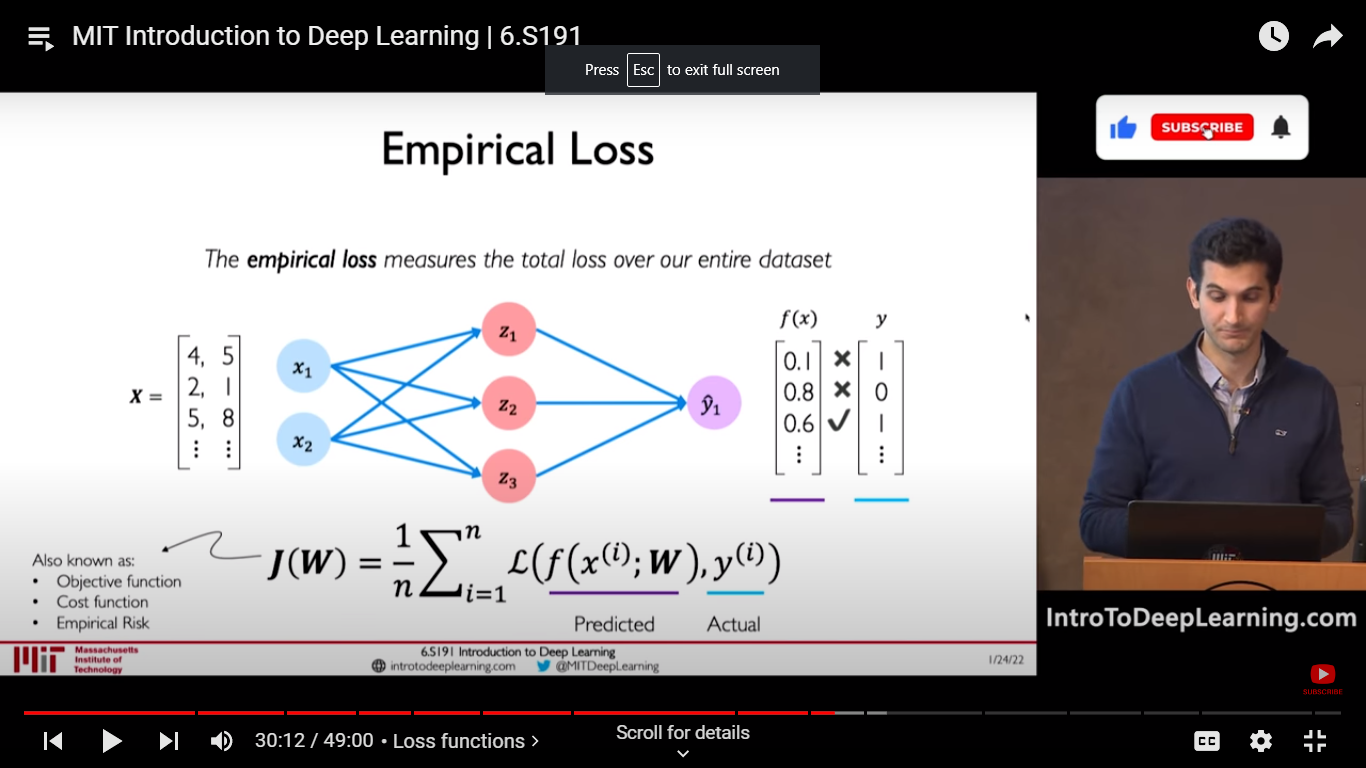 MIT Introduction to Deep Learning | 6.S191
Press Esc to exit full screen
SUBSCRIBE
Empirical Loss
The empirical loss measures the total loss over our entire dataset
f(x) y
X = [4, 5
2, 1
5, 8
⋮ ⋮]
x₁
x₂
z₁
z₂
z₃
ŷ₁
0.1 ✖ 1
0.8 ✖ 0
0.6 ✔ 1
⋮ ⋮
J(W) = 1/n ∑ⁿᵢ₌₁ ℒ(f(x⁽ⁱ⁾; W), y⁽ⁱ⁾)
Predicted Actual
Also known as:
• Objective function
• Cost function
• Empirical Risk
IntroToDeepLearning.com
MIT Massachusetts
Institute of
Technology
6.S191 Introduction to Deep Learning
introtodeeplearning.com @MITDeepLearning
1/24/22
SUBSCRIBE
30:12 / 49:00 • Loss functions >
Scroll for details
CC